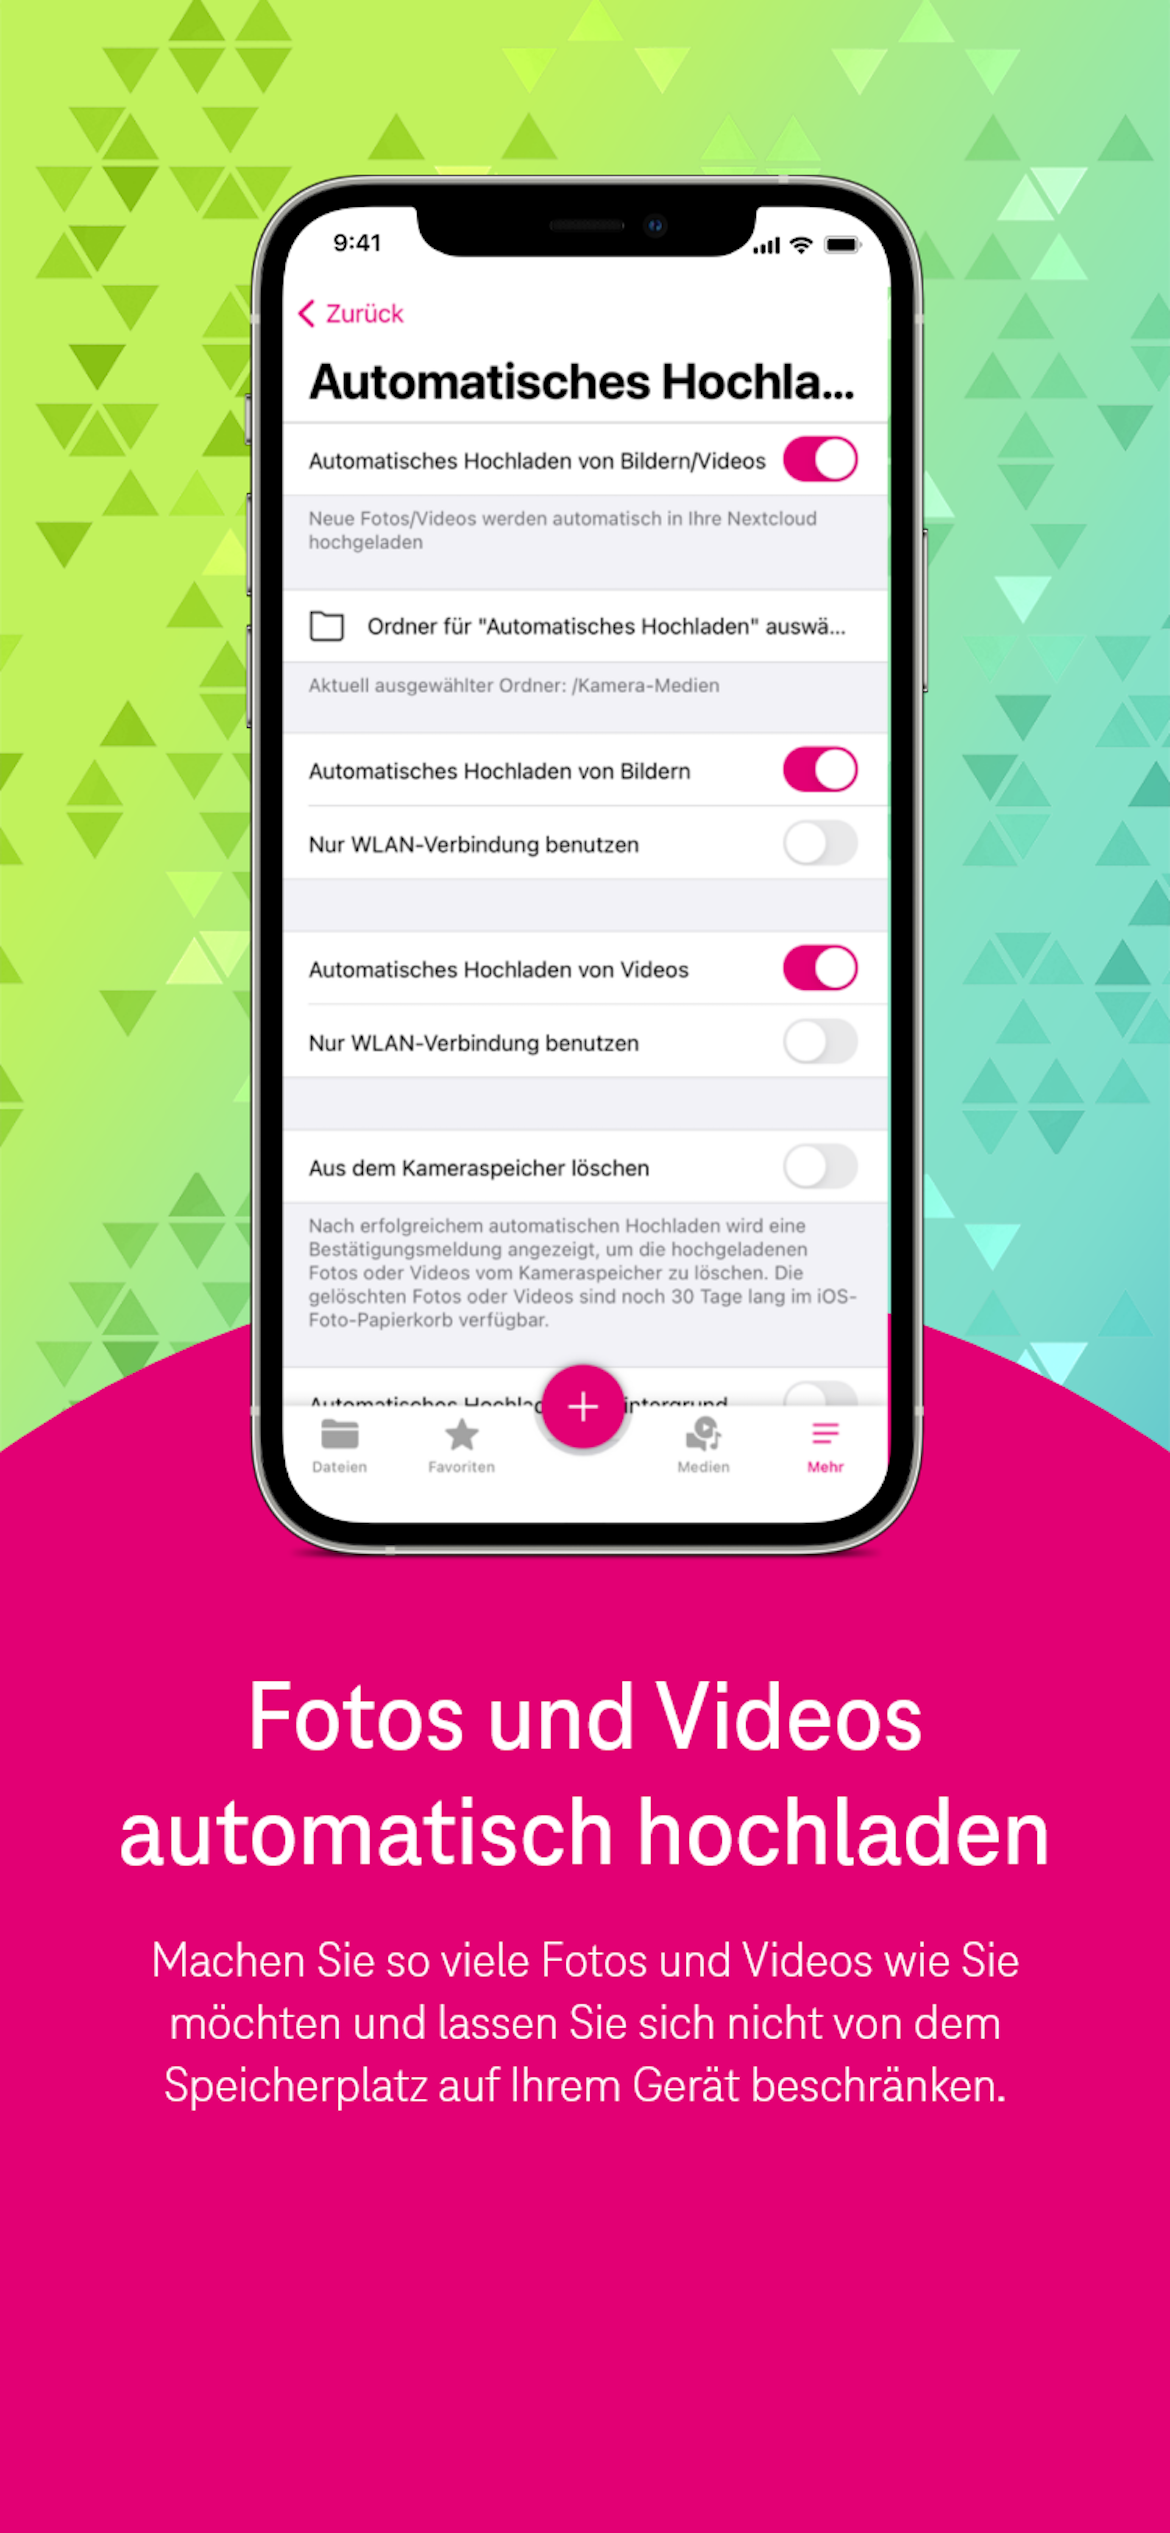 9:41
Zurück
Automatisches Hochla...
Automatisches Hochladen von Bildern/Videos
Neue Fotos/Videos werden automatisch in Ihre Nextcloud
hochgeladen
Ordner für "Automatisches Hochladen" auswä...
Aktuell ausgewählter Ordner: /Kamera-Medien
Automatisches Hochladen von Bildern
Nur WLAN-Verbindung benutzen
Automatisches Hochladen von Videos
Nur WLAN-Verbindung benutzen
Aus dem Kameraspeicher löschen
Nach erfolgreichem automatischen Hochladen wird eine
Bestätigungsmeldung angezeigt, um die hochgeladenen
Fotos oder Videos vom Kameraspeicher zu löschen. Die
gelöschten Fotos oder Videos sind noch 30 Tage lang im iOS-
Foto-Papierkorb verfügbar.
Automatisches
Dateien
Favoriten
Medien
Mehr
Fotos und Videos
automatisch hochladen
Machen Sie so viele Fotos und Videos wie Sie
möchten und lassen Sie sich nicht von dem
Speicherplatz auf Ihrem Gerät beschränken.